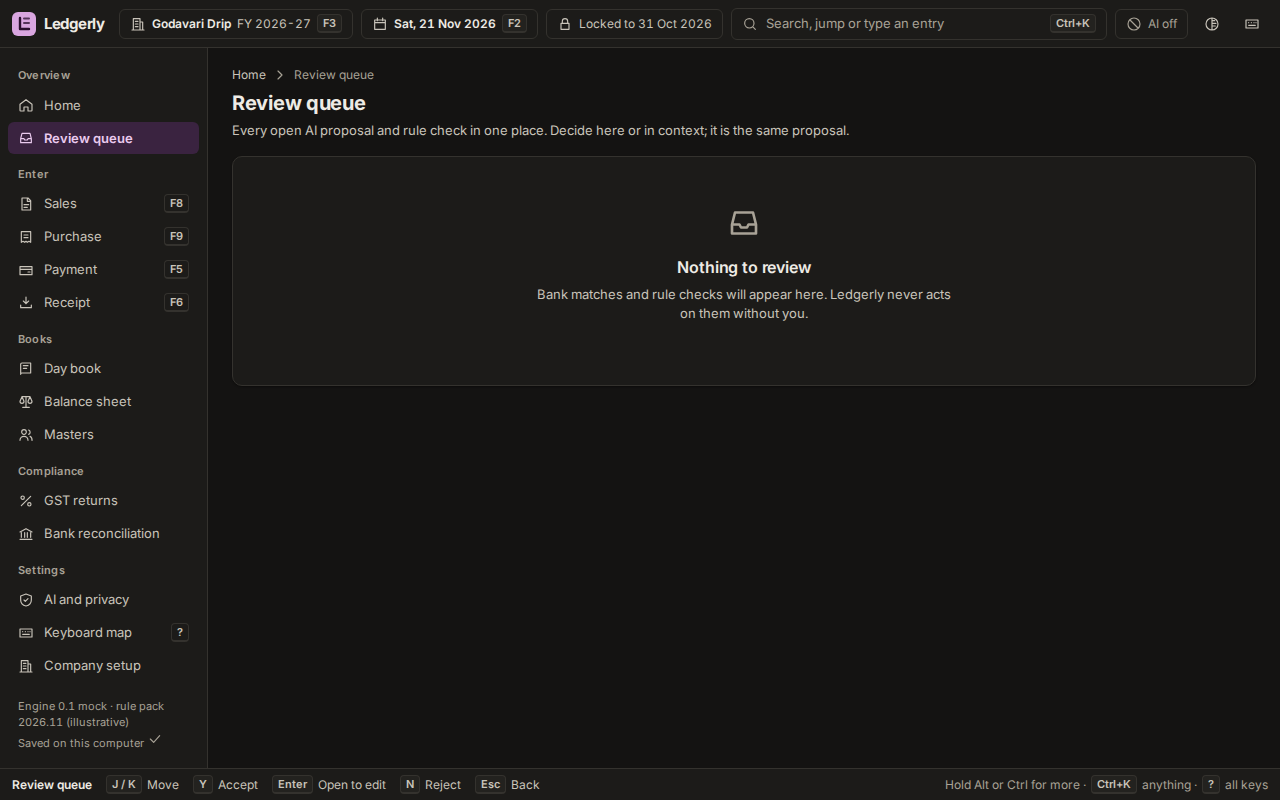 Ledgerly
Godavari Drip FY 2026-27 F3
Sat, 21 Nov 2026 F2
Locked to 31 Oct 2026
Search, jump or type an entry Ctrl+K
AI off
Overview
Home
Review queue
Enter
Sales F8
Purchase F9
Payment F5
Receipt F6
Books
Day book
Balance sheet
Masters
Compliance
GST returns
Bank reconciliation
Settings
AI and privacy
Keyboard map ?
Company setup
Engine 0.1 mock · rule pack
2026.11 (illustrative)
Saved on this computer
Home > Review queue
Review queue
Every open AI proposal and rule check in one place. Decide here or in context; it is the same proposal.
Nothing to review
Bank matches and rule checks will appear here. Ledgerly never acts
on them without you.
Review queue J / K Move Y Accept Enter Open to edit N Reject Esc Back
Hold Alt or Ctrl for more · Ctrl+K anything · ? all keys